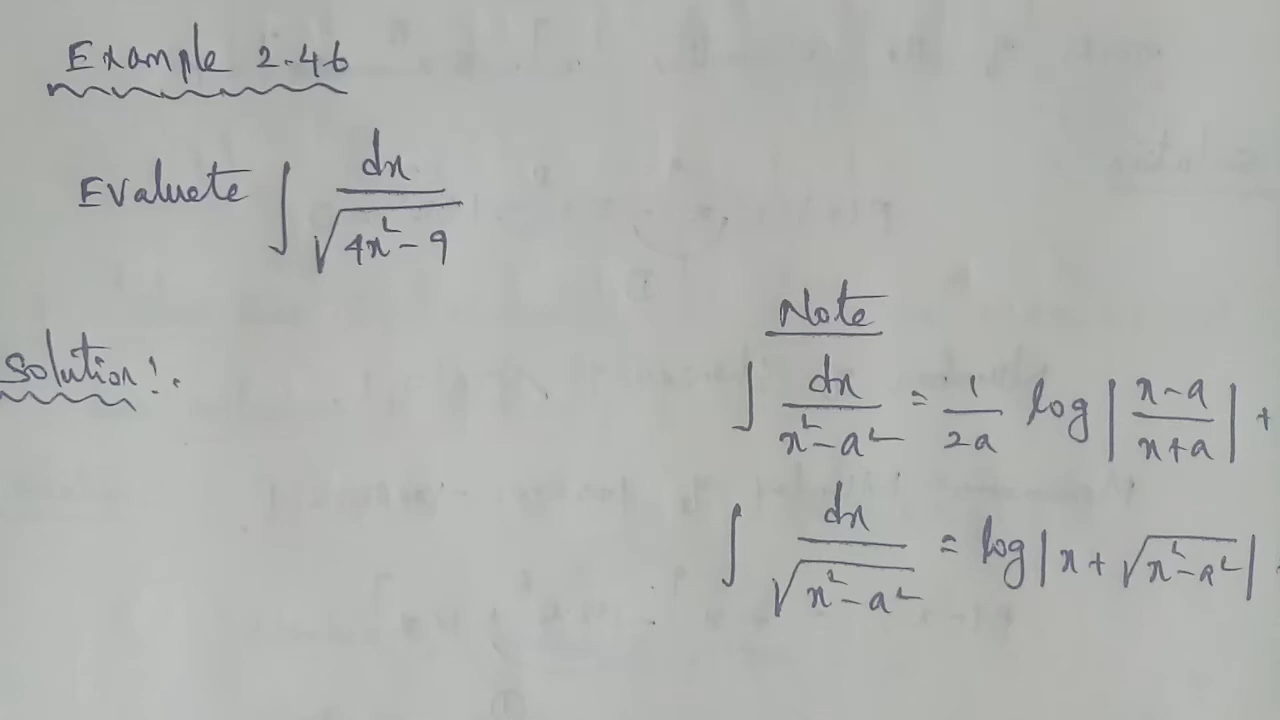 Example 2.46
Evaluate ∫ dx / √(4x² - 9)
Solution:.
Note
∫ dx / (x² - a²) = 1/2a log |(x-a)/(x+a)| +
∫ dx / √(x² - a²) = log |x + √(x² - a²)|